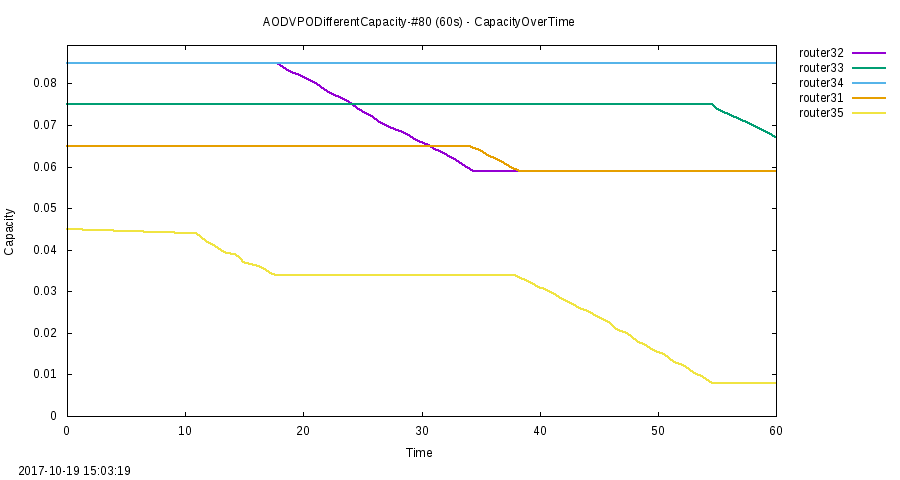 AODVPODifferentCapacity-#80 (60s) - CapacityOverTime
router32
router33
router34
router31
router35
0.08
0.07
0.06
0.05
0.04
0.03
0.02
0.01
0
Capacity
0 10 20 30 40 50 60
Time
2017-10-19 15:03:19